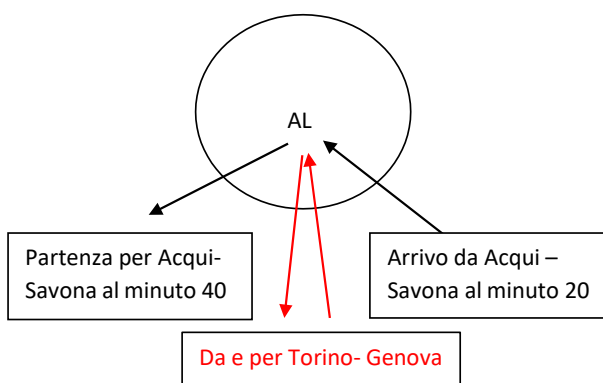 AL
Partenza per Acqui-
Savona al minuto 40
Arrivo da Acqui –
Savona al minuto 20
Da e per Torino- Genova